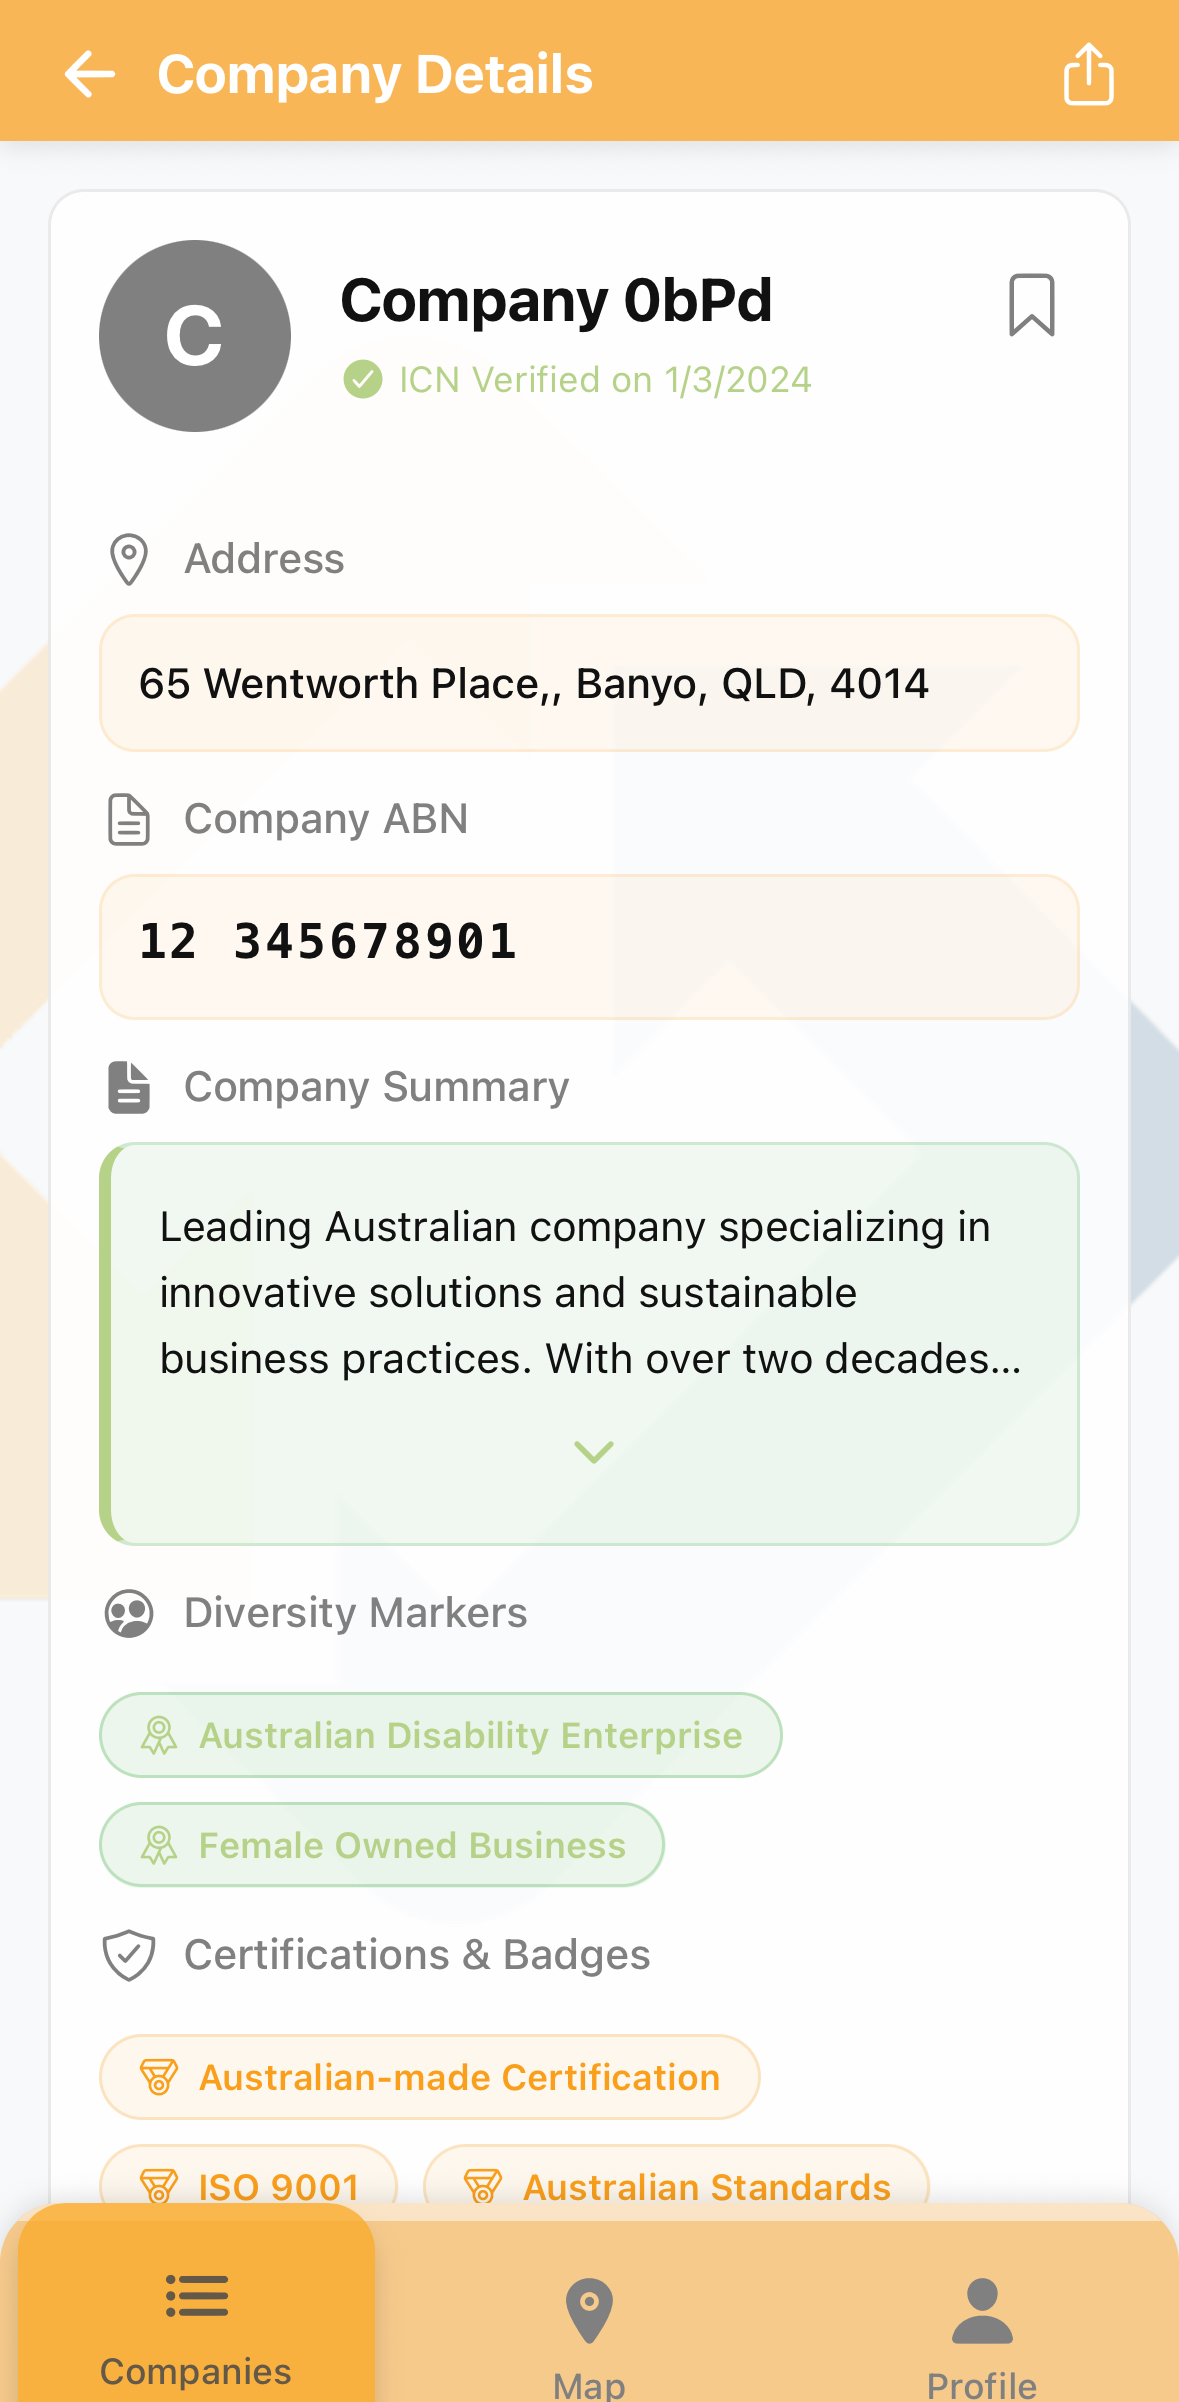 Company Details
C
Company 0bPd
ICN Verified on 1/3/2024
Address
65 Wentworth Place,, Banyo, QLD, 4014
Company ABN
12 345678901
Company Summary
Leading Australian company specializing in
innovative solutions and sustainable
business practices. With over two decades...
Diversity Markers
Australian Disability Enterprise
Female Owned Business
Certifications & Badges
Australian-made Certification
ISO 9001 Australian Standards
Companies Map Profile